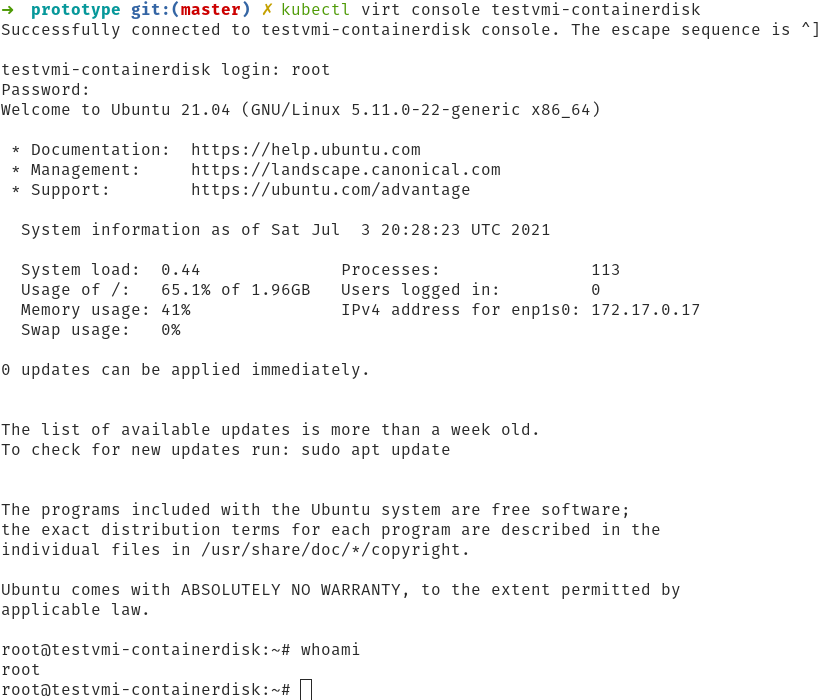 →  prototype git:(master) ✗ kubectl virt console testvmi-containerdisk
Successfully connected to testvmi-containerdisk console. The escape sequence is ^]
testvmi-containerdisk login: root
Password:
Welcome to Ubuntu 21.04 (GNU/Linux 5.11.0-22-generic x86_64)
 * Documentation:  https://help.ubuntu.com
 * Management:     https://landscape.canonical.com
 * Support:        https://ubuntu.com/advantage
  System information as of Sat Jul  3 20:28:23 UTC 2021
  System load:  0.44              Processes:               113
  Usage of /:   65.1% of 1.96GB   Users logged in:         0
  Memory usage: 41%               IPv4 address for enp1s0: 172.17.0.17
  Swap usage:   0%
0 updates can be applied immediately.
The list of available updates is more than a week old.
To check for new updates run: sudo apt update
The programs included with the Ubuntu system are free software;
the exact distribution terms for each program are described in the
individual files in /usr/share/doc/*/copyright.
Ubuntu comes with ABSOLUTELY NO WARRANTY, to the extent permitted by
applicable law.
root@testvmi-containerdisk:~# whoami
root
root@testvmi-containerdisk:~#